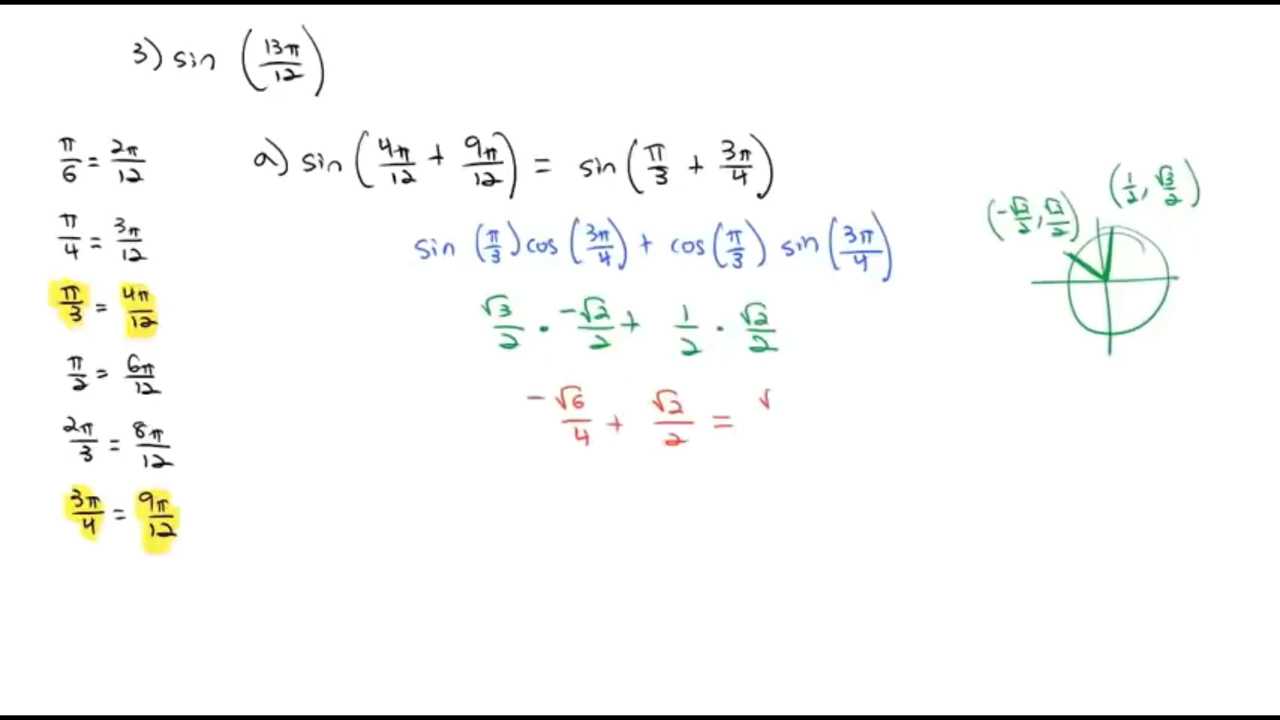 3) sin (13π/12)
π/6 = 2π/12
a) sin(4π/12 + 9π/12) = sin(π/3 + 3π/4)
(-√2/2, √2/2) (1/2, √3/2)
π/4 = 3π/12
sin(π/3)cos(3π/4) + cos(π/3) sin(3π/4)
π/3 = 4π/12
√3/2 · -√2/2 + 1/2 · √2/2
π/2 = 6π/12
-√6/4 + √2/2 = √
2π/3 = 8π/12
3π/4 = 9π/12